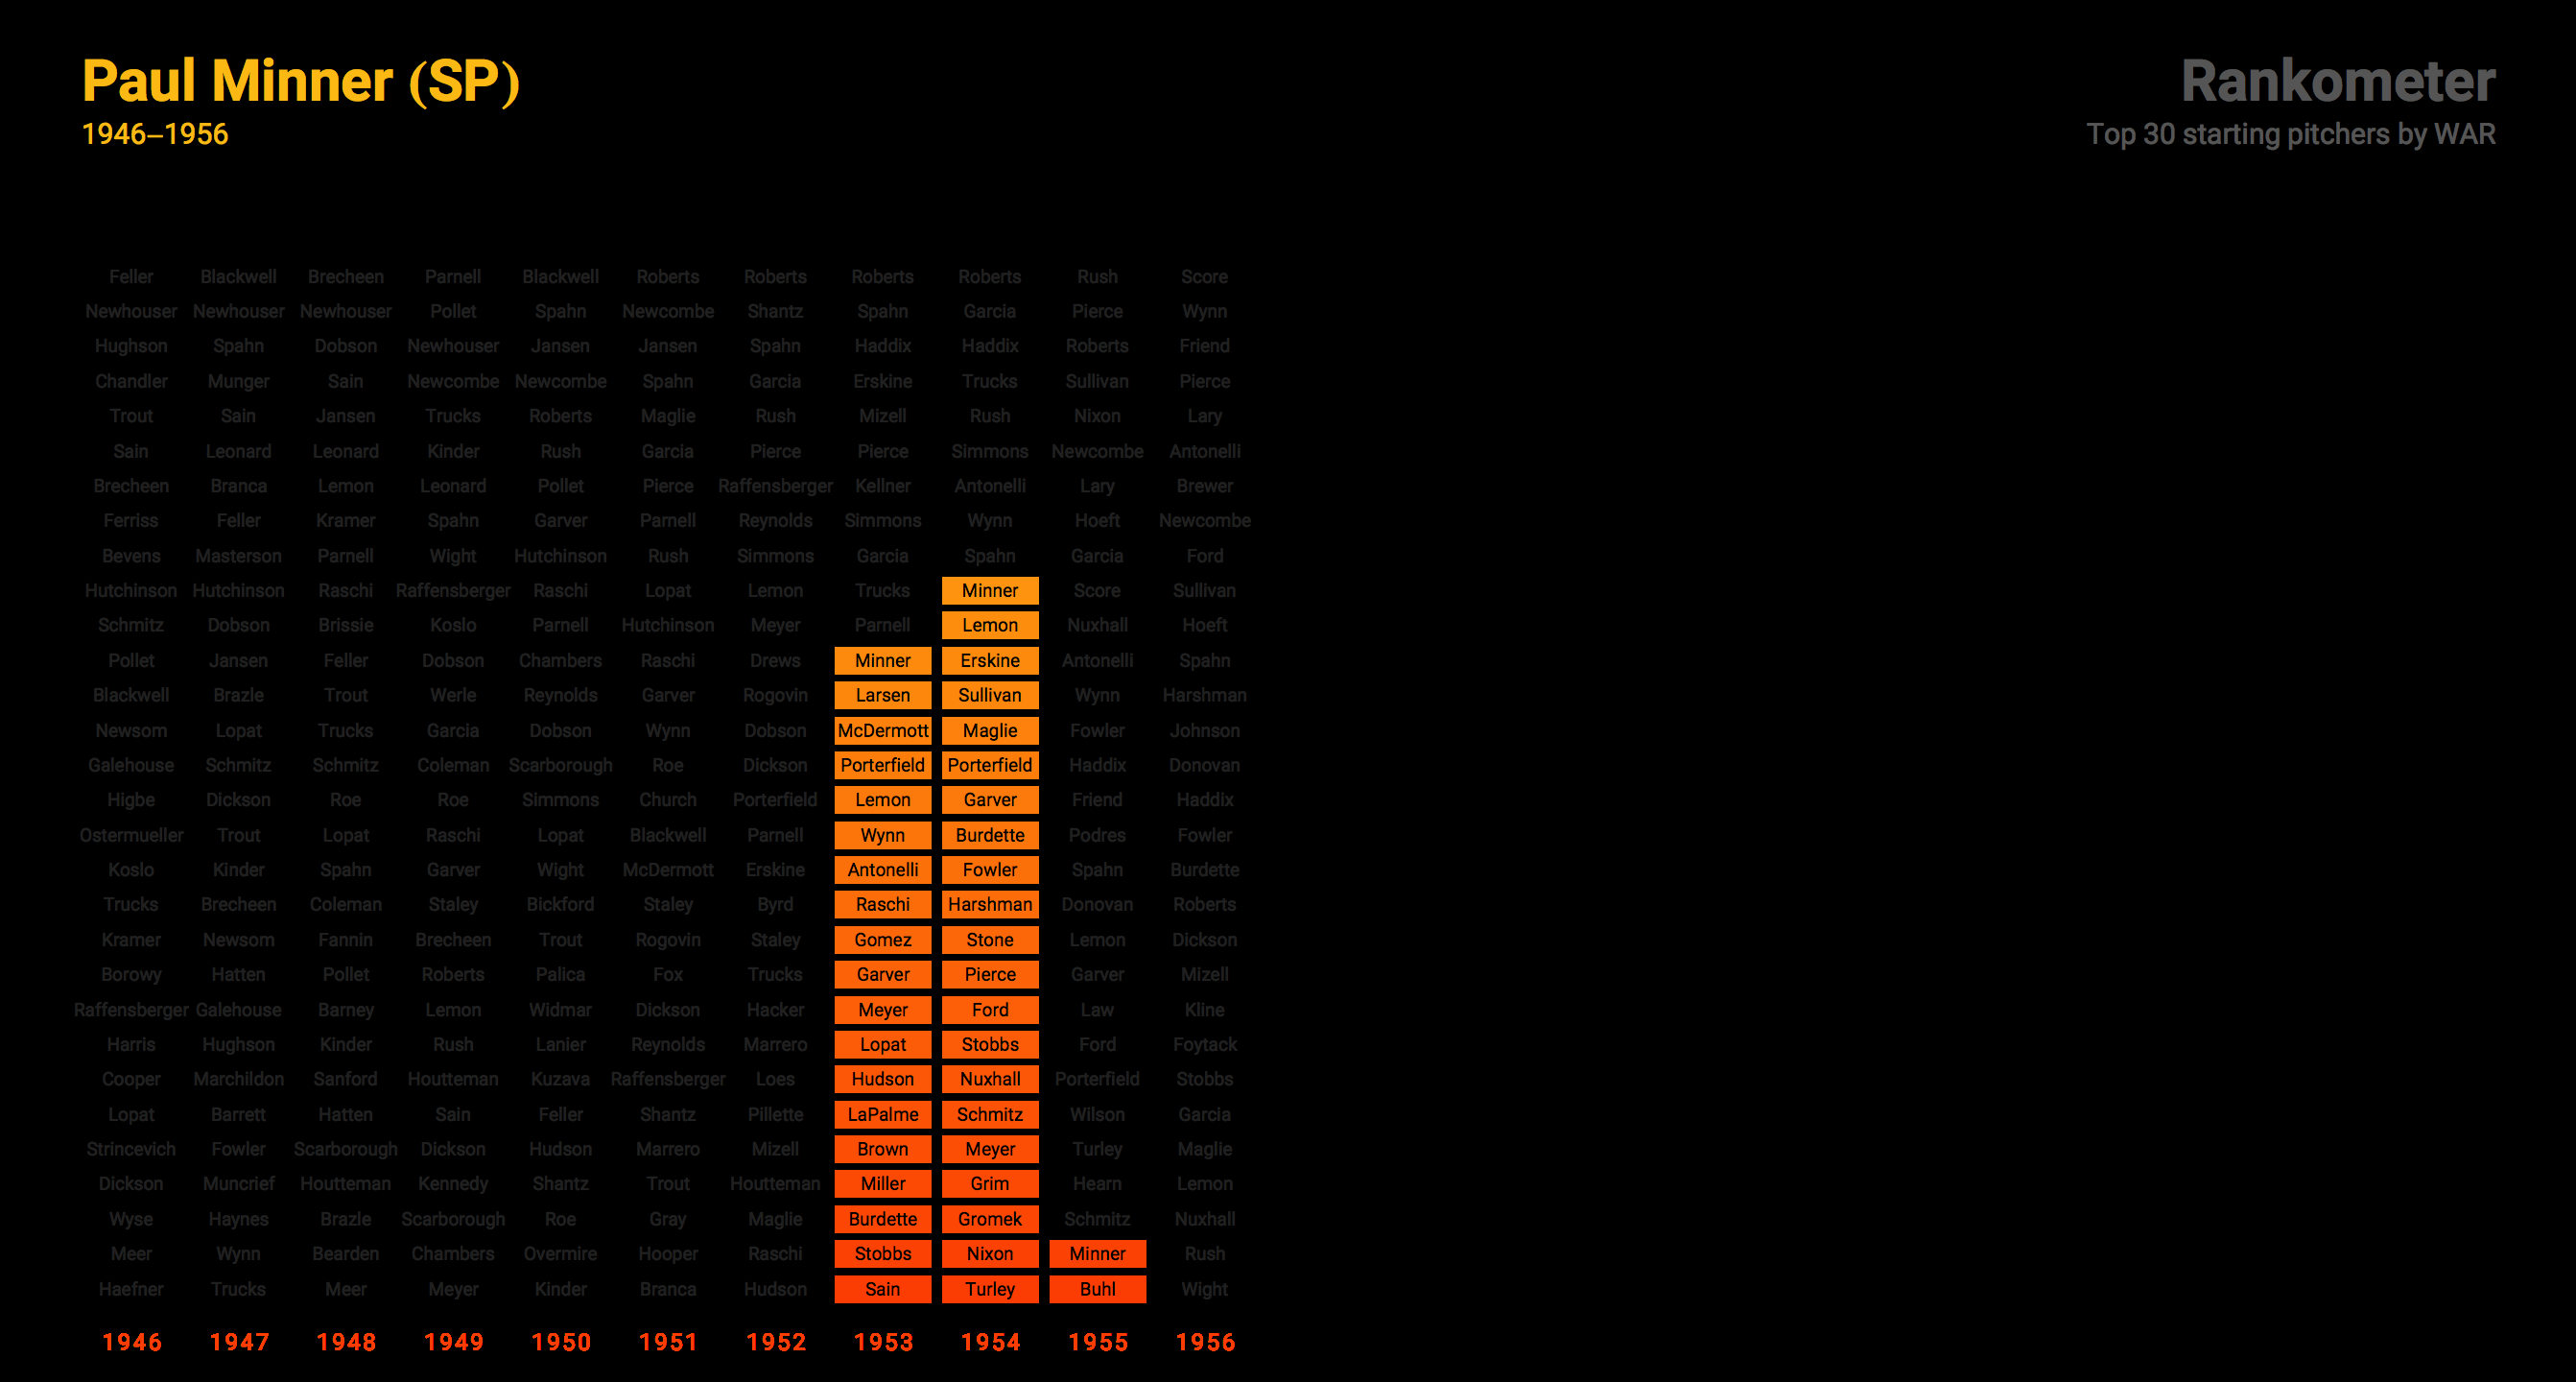 Paul Minner (SP)
1946–1956
Rankometer
Top 30 starting pitchers by WAR
Feller Blackwell Brecheen Parnell Blackwell Roberts Roberts Roberts Roberts Rush Score
Newhouser Newhouser Newhouser Pollet Spahn Newcombe Shantz Spahn Garcia Pierce Wynn
Hughson Spahn Dobson Newhouser Jansen Jansen Spahn Haddix Haddix Roberts Friend
Chandler Munger Sain Newcombe Newcombe Spahn Garcia Erskine Trucks Sullivan Pierce
Trout Sain Jansen Trucks Roberts Maglie Rush Mizell Rush Nixon Lary
Sain Leonard Leonard Kinder Rush Garcia Pierce Pierce Simmons Newcombe Antonelli
Brecheen Branca Lemon Leonard Pollet Pierce Raffensberger Kellner Antonelli Lary Brewer
Ferriss Feller Kramer Spahn Garver Parnell Reynolds Simmons Wynn Hoeft Newcombe
Bevens Masterson Parnell Wight Hutchinson Rush Simmons Garcia Spahn Garcia Ford
Hutchinson Hutchinson Raschi Raffensberger Raschi Lopat Lemon Trucks Minner Score Sullivan
Schmitz Dobson Brissie Koslo Parnell Hutchinson Meyer Parnell Lemon Nuxhall Hoeft
Pollet Jansen Feller Dobson Chambers Raschi Drews Minner Erskine Antonelli Spahn
Blackwell Brazle Trout Werle Reynolds Garver Rogovin Larsen Sullivan Wynn Harshman
Newsom Lopat Trucks Garcia Dobson Wynn Dobson McDermott Maglie Fowler Johnson
Galehouse Schmitz Schmitz Coleman Scarborough Roe Dickson Porterfield Porterfield Haddix Donovan
Higbe Dickson Roe Roe Simmons Church Porterfield Lemon Garver Friend Haddix
Ostermueller Trout Lopat Raschi Lopat Blackwell Parnell Wynn Burdette Podres Fowler
Koslo Kinder Spahn Garver Wight McDermott Erskine Antonelli Fowler Spahn Burdette
Trucks Brecheen Coleman Staley Bickford Staley Byrd Raschi Harshman Donovan Roberts
Kramer Newsom Fannin Brecheen Trout Rogovin Staley Gomez Stone Lemon Dickson
Borowy Hatten Pollet Roberts Palica Fox Trucks Garver Pierce Garver Mizell
Raffensberger Galehouse Barney Lemon Widmar Dickson Hacker Meyer Ford Law Kline
Harris Hughson Kinder Rush Lanier Reynolds Marrero Lopat Stobbs Ford Foytack
Cooper Marchildon Sanford Houtteman Kuzava Raffensberger Loes Hudson Nuxhall Porterfield Stobbs
Lopat Barrett Hatten Sain Feller Shantz Pillette LaPalme Schmitz Wilson Garcia
Strincevich Fowler Scarborough Dickson Hudson Marrero Mizell Brown Meyer Turley Maglie
Dickson Muncrief Houtteman Kennedy Shantz Trout Houtteman Miller Grim Hearn Lemon
Wyse Haynes Brazle Scarborough Roe Gray Maglie Burdette Gromek Schmitz Nuxhall
Meer Wynn Bearden Chambers Overmire Hooper Raschi Stobbs Nixon Minner Rush
Haefner Trucks Meer Meyer Kinder Branca Hudson Sain Turley Buhl Wight
1946 1947 1948 1949 1950 1951 1952 1953 1954 1955 1956